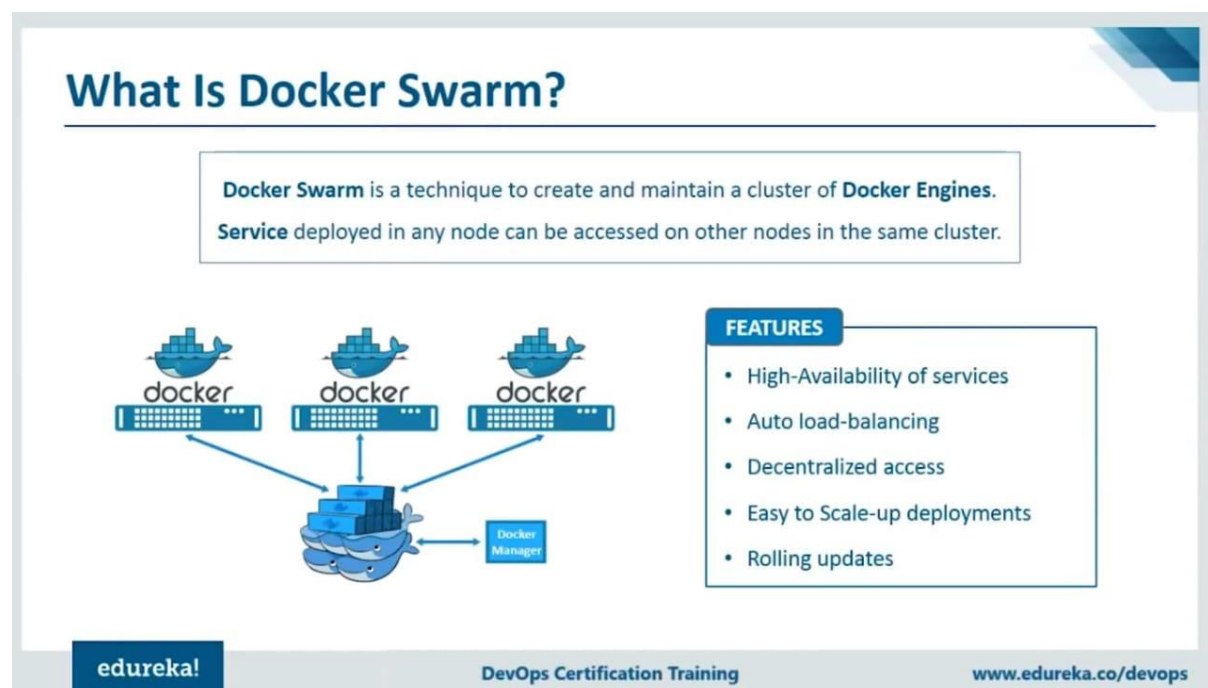 What Is Docker Swarm?
Docker Swarm is a technique to create and maintain a cluster of Docker Engines.
Service deployed in any node can be accessed on other nodes in the same cluster.
docker
docker
docker
Docker
Manager
FEATURES
• High-Availability of services
• Auto load-balancing
• Decentralized access
• Easy to Scale-up deployments
• Rolling updates
edureka!
DevOps Certification Training
www.edureka.co/devops